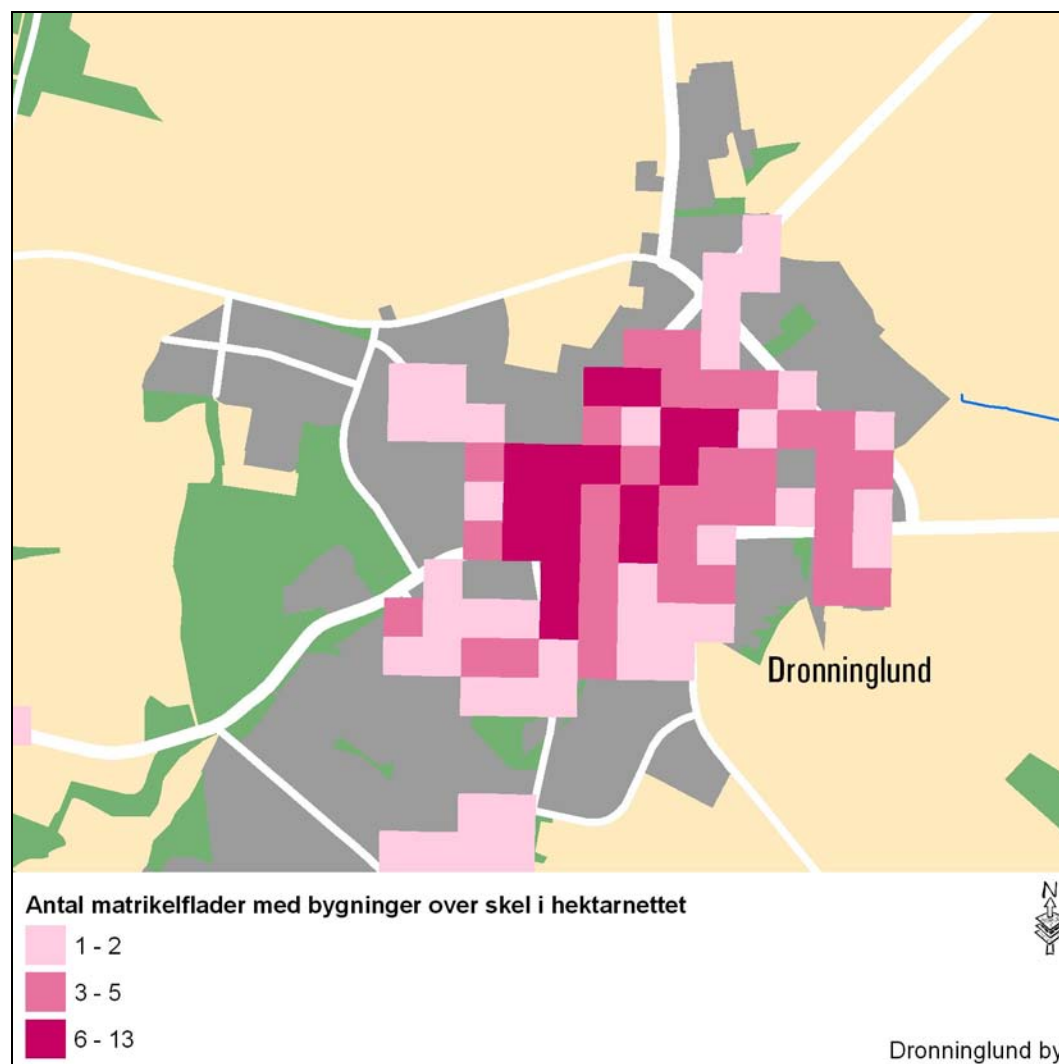 Dronninglund
Antal matrikelflader med bygninger over skel i hektarnettet
N
1 - 2
3 - 5
6 - 13
Dronninglund by